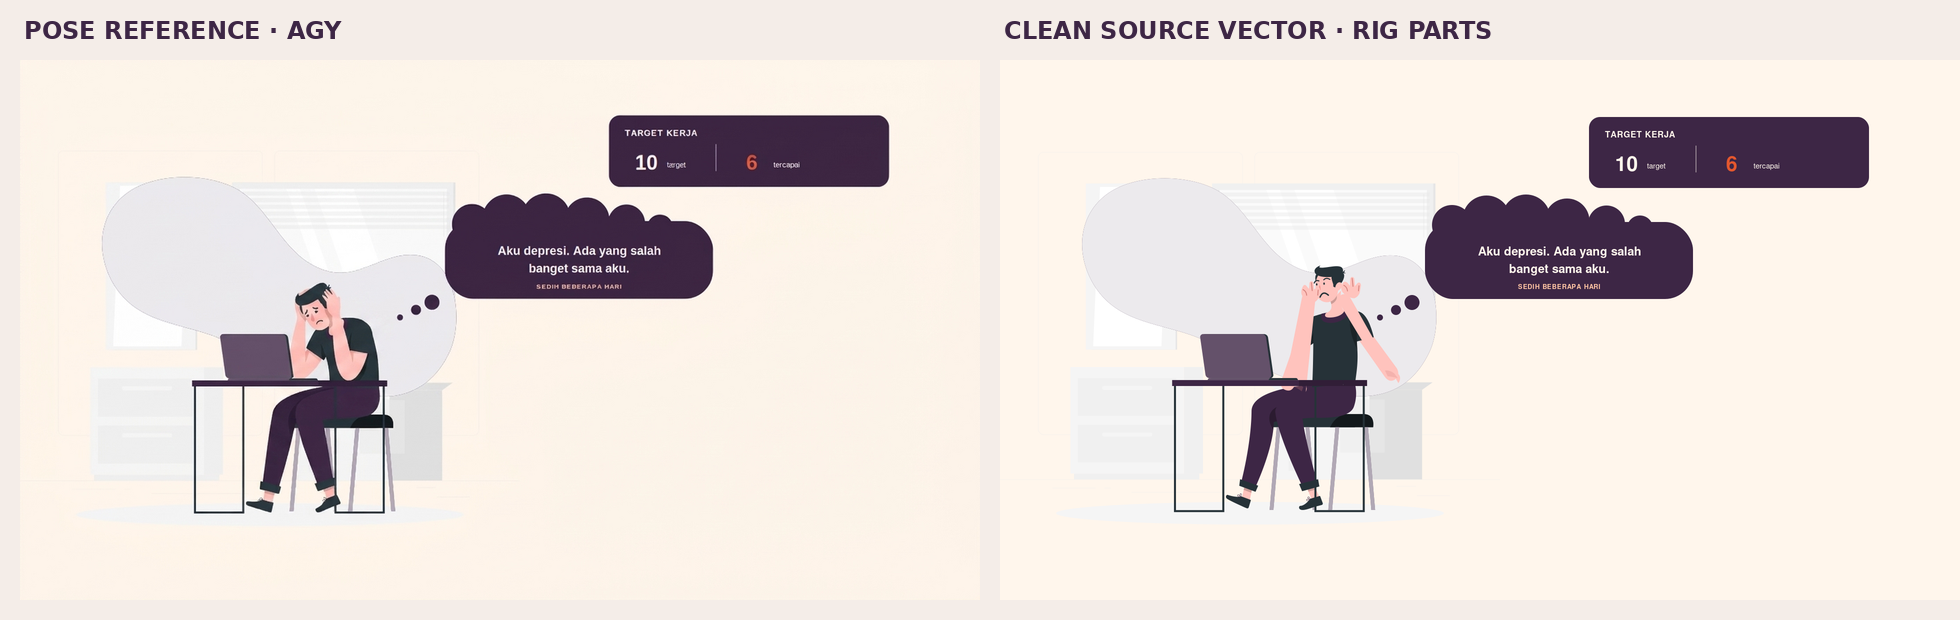 POSE REFERENCE · AGY
TARGET KERJA
10 target 6 tercapai
Aku depresi. Ada yang salah
banget sama aku.
SEDIH BEBERAPA HARI
CLEAN SOURCE VECTOR · RIG PARTS
TARGET KERJA
10 target 6 tercapai
Aku depresi. Ada yang salah
banget sama aku.
SEDIH BEBERAPA HARI